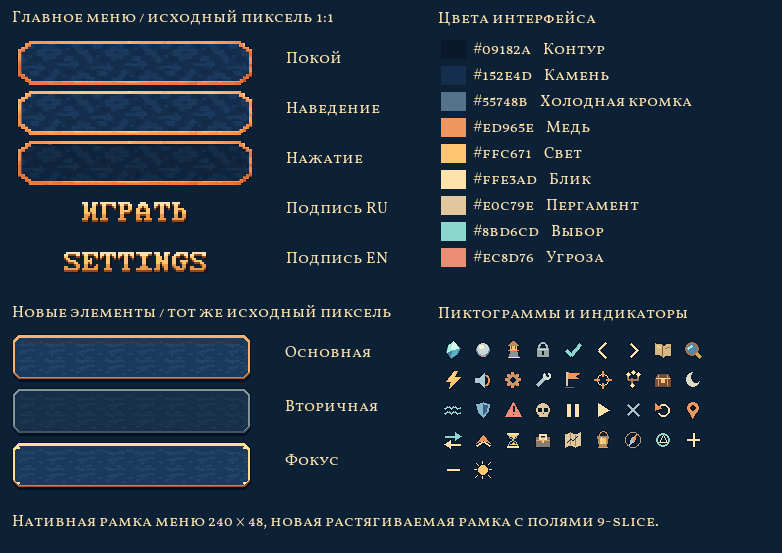 Главное меню / исходный пиксель 1:1
Покой
Наведение
Нажатие
ИГРАТЬ
Подпись RU
SETTINGS
Подпись EN
Цвета интерфейса
#09182A Контур
#152E4D Камень
#55748B Холодная кромка
#ED965E Медь
#FFC671 Свет
#FFE3AD Блик
#E0C79E Пергамент
#8BD6CD Выбор
#EC8D76 Угроза
Новые элементы / тот же исходный пиксель
Основная
Вторичная
Фокус
Пиктограммы и индикаторы
Нативная рамка меню 240 × 48, новая растягиваемая рамка с полями 9-slice.